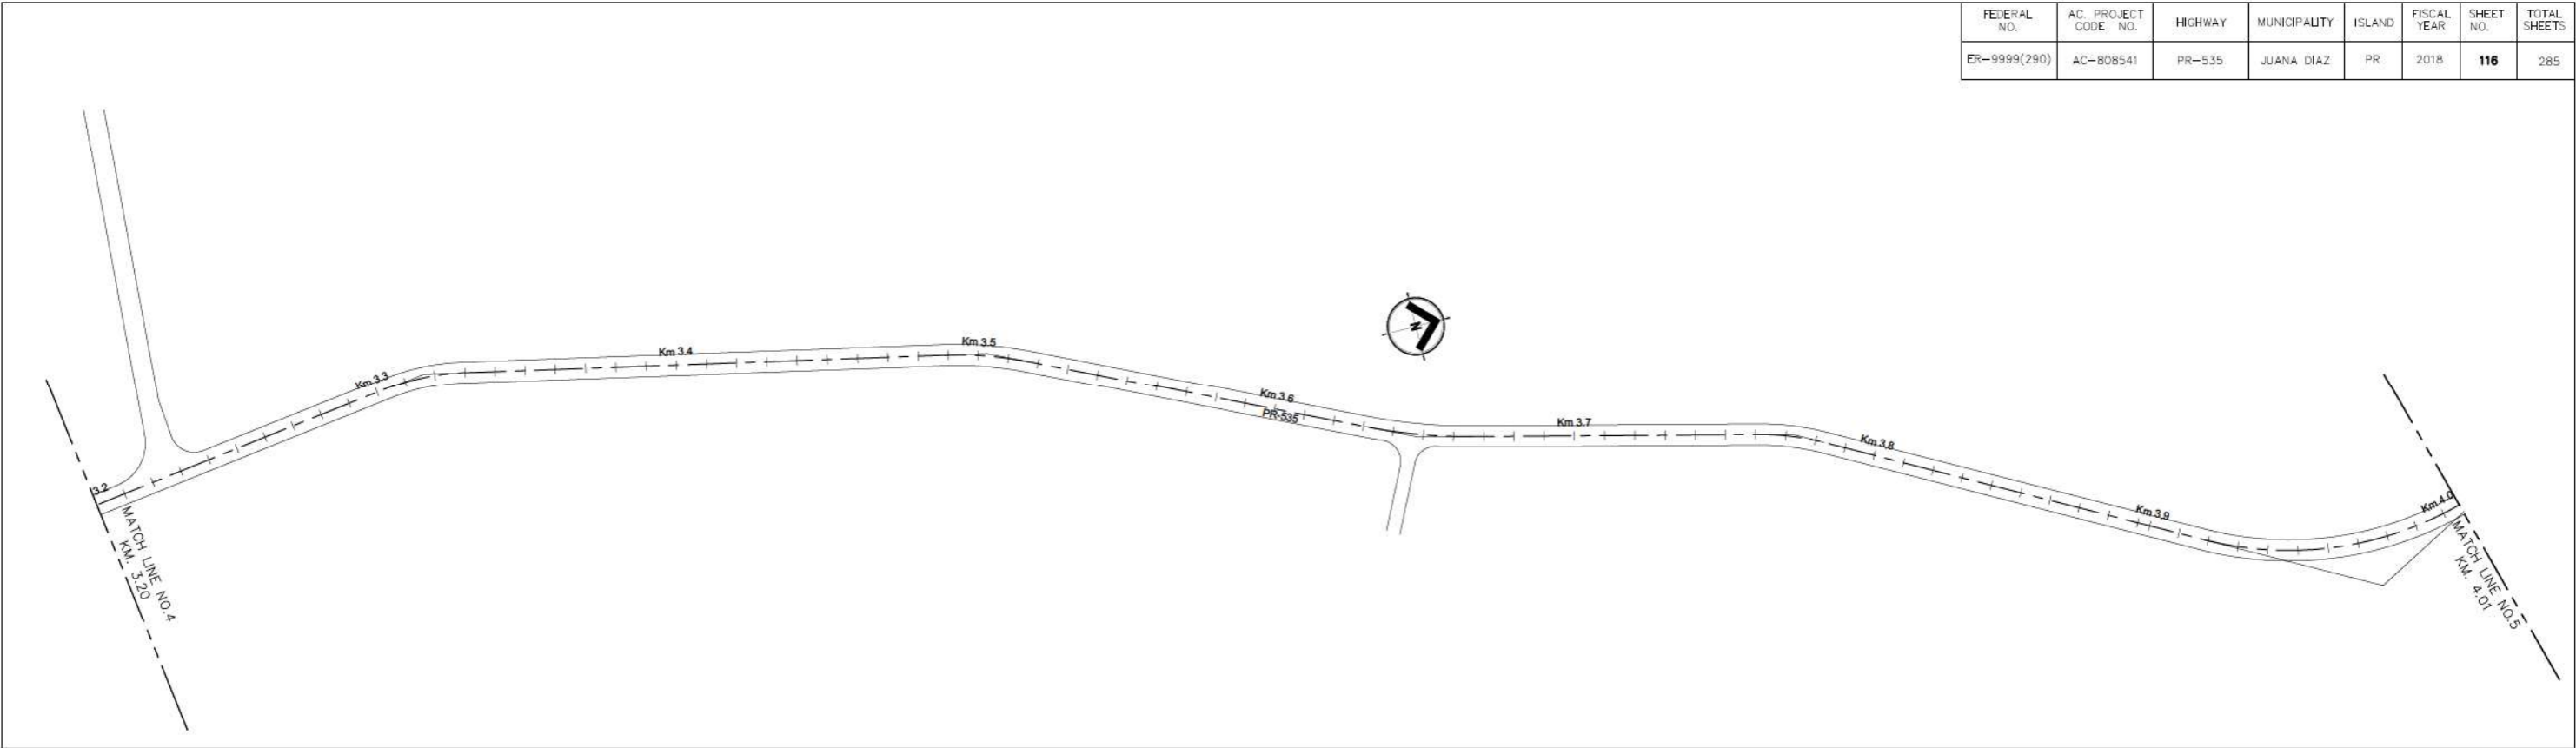 FEDERAL NO. AC. PROJECT CODE NO. HIGHWAY MUNICIPALITY ISLAND FISCAL YEAR SHEET NO. TOTAL SHEETS
ER-9999(290) AC-808541 PR-535 JUANA DIAZ PR 2018 116 285
3.2
Km 3.3
Km 3.4
Km 3.5
Km 3.6
PR-535
N
Km 3.7
Km 3.8
Km 3.9
Km 4.0
MATCH LINE NO.4
KM. 3.20
MATCH LINE NO.5
KM. 4.01